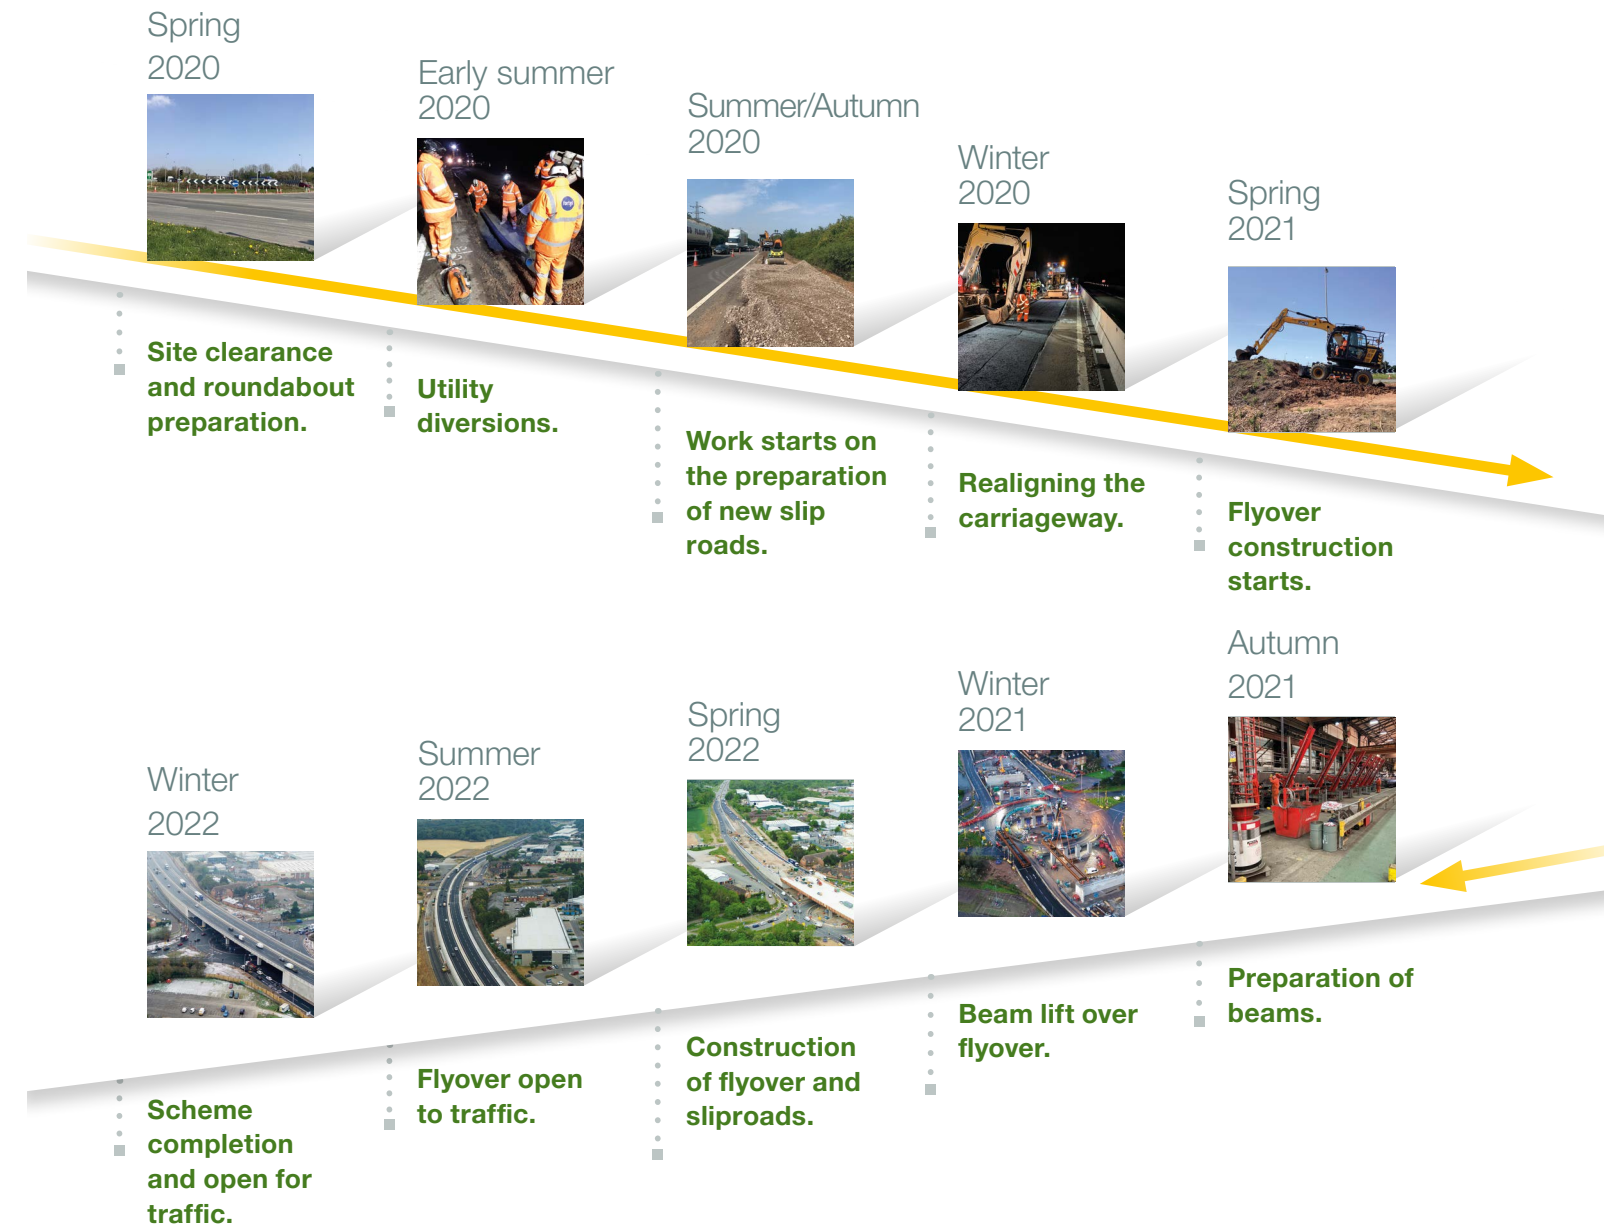 Spring
2020
Early summer
2020
Summer/Autumn
2020
Winter
2020
Spring
2021
Site clearance
and roundabout
preparation.
Utility
diversions.
Work starts on
the preparation
of new slip
roads.
Realigning the
carriageway.
Flyover
construction
starts.
Autumn
2021
Winter
2021
Spring
2022
Summer
2022
Winter
2022
Preparation of
beams.
Beam lift over
flyover.
Construction
of flyover and
sliproads.
Flyover open
to traffic.
Scheme
completion
and open for
traffic.